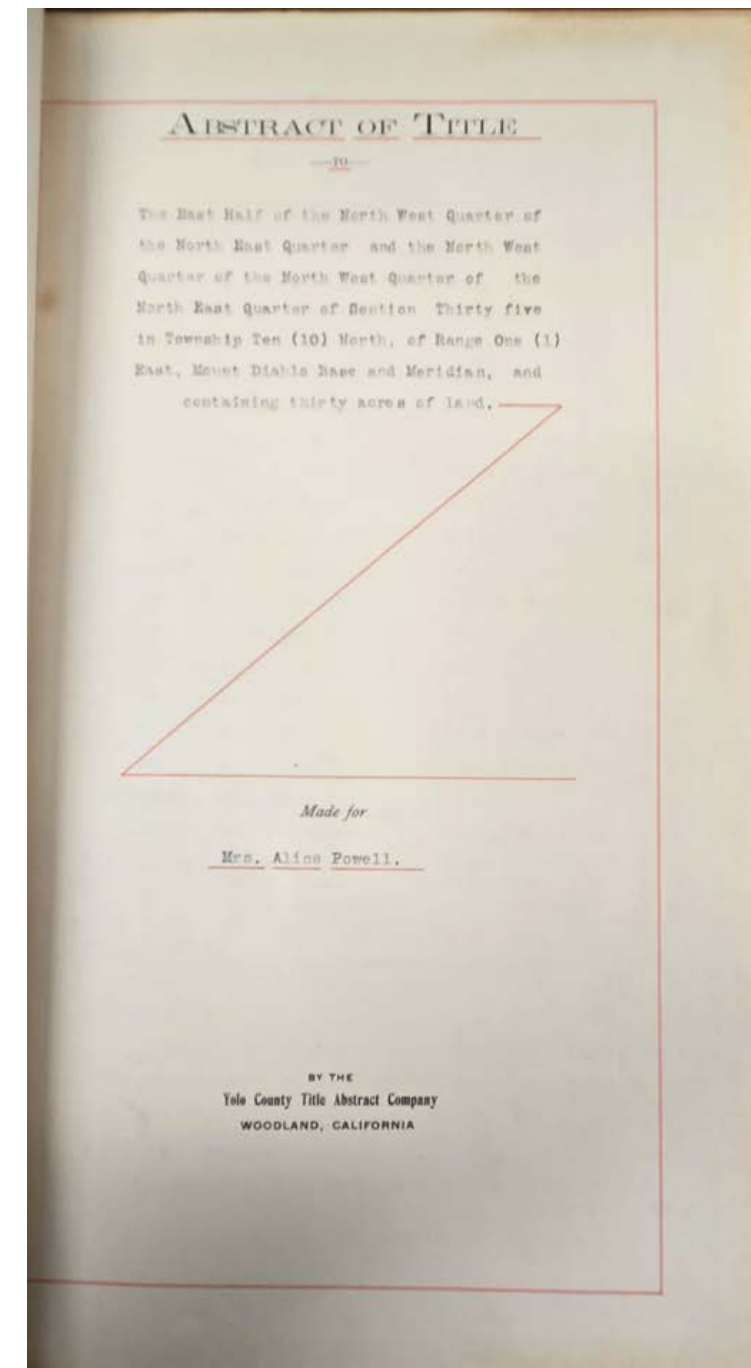 ABSTRACT OF TITLE
—TO—
The East Half of the North West Quarter of
the North East Quarter and the North West
Quarter of the North West Quarter of the
North East Quarter of Section Thirty five
in Township Ten (10) North, of Range One (1)
East, Mount Diablo Base and Meridian, and
containing thirty acres of land.
Made for
Mrs. Alice Powell.
BY THE
Yolo County Title Abstract Company
WOODLAND, CALIFORNIA